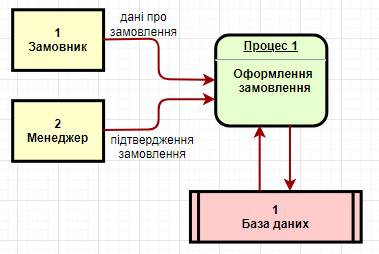 1
Замовник
дані про
замовлення
Процес 1
Оформлення
замовлення
2
Менеджер
підтвердження
замовлення
1
База даних